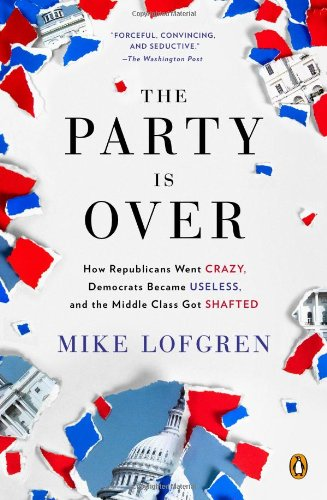 "FORCEFUL, CONVINCING,
AND SEDUCTIVE."
—The Washington Post
THE
PARTY
IS
OVER
How Republicans Went CRAZY,
Democrats Became USELESS,
and the Middle Class Got SHAFTED
MIKE LOFGREN